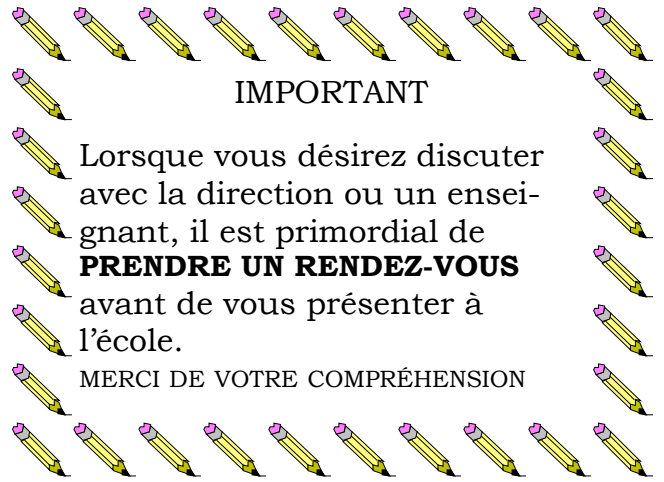 IMPORTANT
Lorsque vous désirez discuter
avec la direction ou un ensei-
gnant, il est primordial de
PRENDRE UN RENDEZ-VOUS
avant de vous présenter à
l’école.
MERCI DE VOTRE COMPRÉHENSION